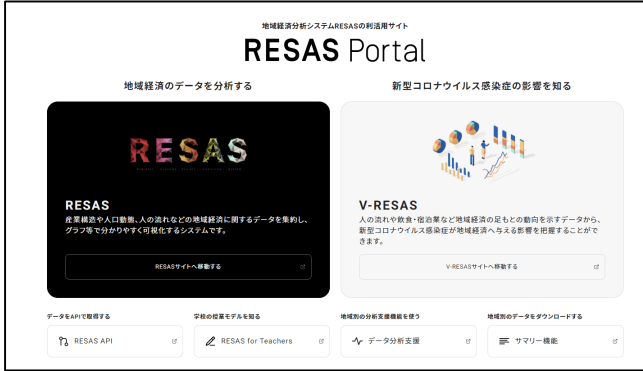 地域経済分析システムRESASの利活用サイト
RESAS Portal
地域経済のデータを分析する
新型コロナウイルス感染症の影響を知る
RESAS
RESAS
産業構造や人口動態、人の流れなどの地域経済に関するデータを集約し、
グラフ等で分かりやすく可視化するシステムです。
RESASサイトへ移動する
V-RESAS
人の流れや飲食・宿泊業など地域経済の足もとの動向を示すデータから、
新型コロナウイルス感染症が地域経済へ与える影響を把握することがで
きます。
V-RESASサイトへ移動する
データをAPIで取得する
学校の授業モデルを知る
地域別の分析支援機能を使う
地域別のデータをダウンロードする
RESAS API
RESAS for Teachers
データ分析支援
サマリー機能